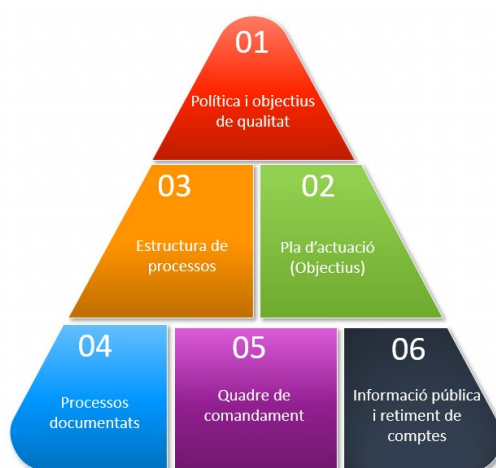 01
Política i objectius
de qualitat
03
Estructura de
processos
02
Pla d'actuació
(Objectius)
04
Processos
documentats
05
Quadre de
comandament
06
Informació pública
i retiment de
comptes